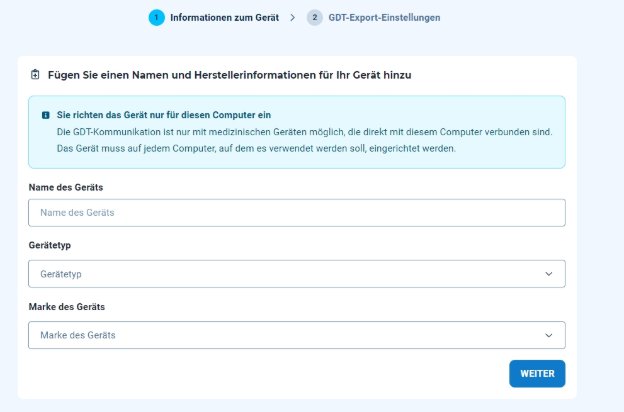 1 Informationen zum Gerät > 2 GDT-Export-Einstellungen
Fügen Sie einen Namen und Herstellerinformationen für Ihr Gerät hinzu
Sie richten das Gerät nur für diesen Computer ein
Die GDT-Kommunikation ist nur mit medizinischen Geräten möglich, die direkt mit diesem Computer verbunden sind.
Das Gerät muss auf jedem Computer, auf dem es verwendet werden soll, eingerichtet werden.
Name des Geräts
Name des Geräts
Gerätetyp
Gerätetyp
Marke des Geräts
Marke des Geräts
WEITER